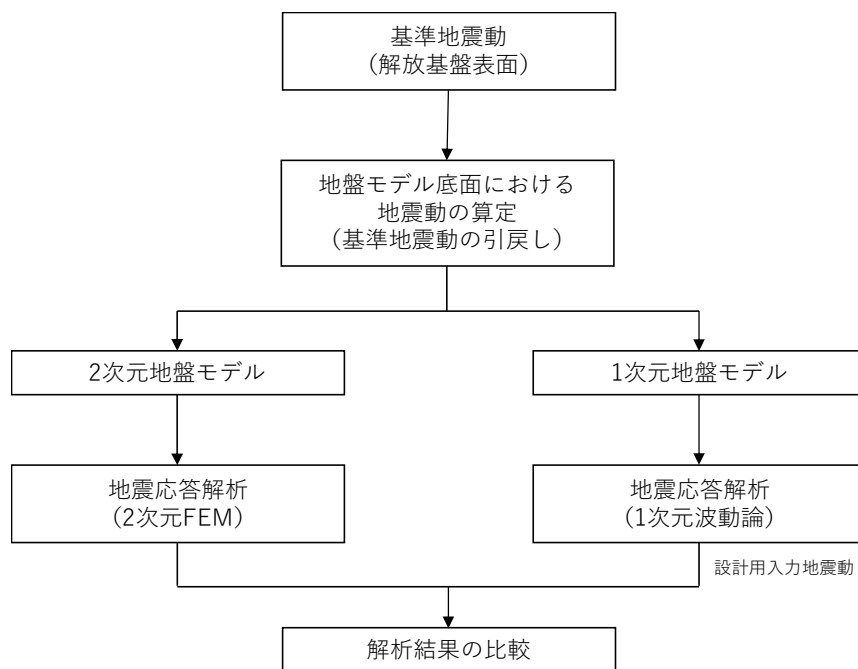 基準地震動
（解放基盤表面）
地盤モデル底面における
地震動の算定
（基準地震動の引戻し）
2次元地盤モデル
1次元地盤モデル
地震応答解析
（2次元FEM）
地震応答解析
（1次元波動論）
設計用入力地震動
解析結果の比較